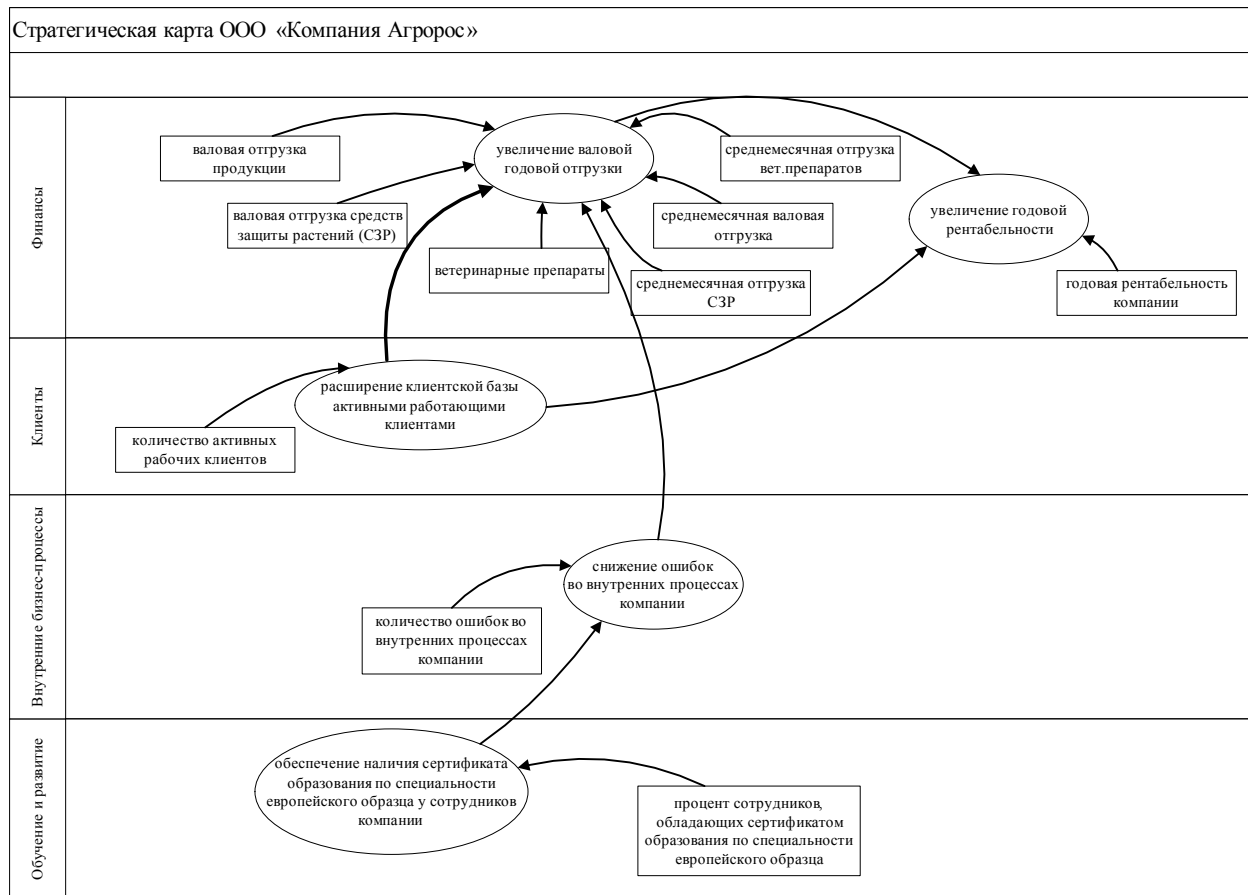 Стратегическая карта ООО «Компания Агророс»
Финансы
валовая отгрузка
продукции
увеличение валовой
годовой отгрузки
среднемесячная отгрузка
вет.препаратов
валовая отгрузка средств
защиты растений (СЗР)
среднемесячная валовая
отгрузка
увеличение годовой
рентабельности
ветеринарные препараты
среднемесячная отгрузка
СЗР
годовая рентабельность
компании
Клиенты
расширение клиентской базы
активными работающими
клиентами
количество активных
рабочих клиентов
Внутренние бизнес-процессы
снижение ошибок
во внутренних процессах
компании
количество ошибок во
внутренних процессах
компании
Обучение и развитие
обеспечение наличия сертификата
образования по специальности
европейского образца у сотрудников
компании
процент сотрудников,
обладающих сертификатом
образования по специальности
европейского образца